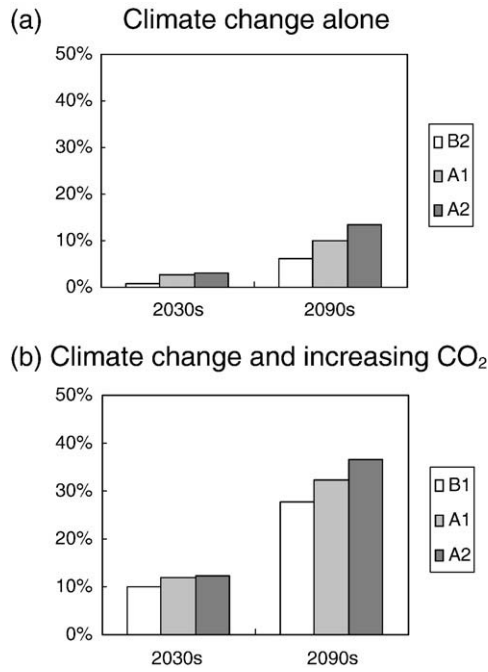 (a) Climate change alone
50%
40%
30%
20%
10%
0%
2030s 2090s
B2
A1
A2
(b) Climate change and increasing CO₂
50%
40%
30%
20%
10%
0%
2030s 2090s
B1
A1
A2